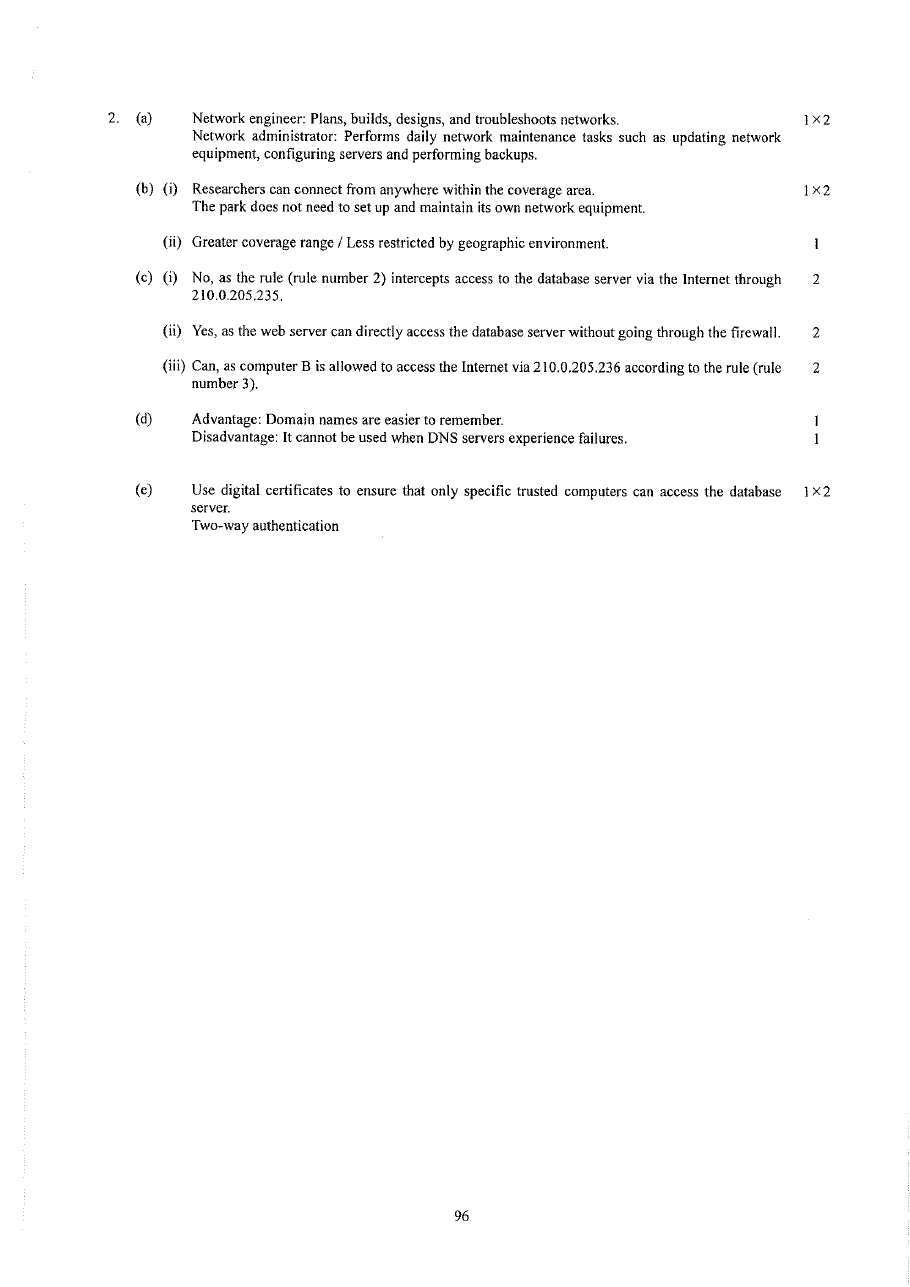 2. (a) Network engineer: Plans, builds, designs, and troubleshoots networks. 1×2
Network administrator: Performs daily network maintenance tasks such as updating network
equipment, configuring servers and performing backups.
(b) (i) Researchers can connect from anywhere within the coverage area. 1×2
The park does not need to set up and maintain its own network equipment.
(ii) Greater coverage range / Less restricted by geographic environment. 1
(c) (i) No, as the rule (rule number 2) intercepts access to the database server via the Internet through 2
210.0.205.235.
(ii) Yes, as the web server can directly access the database server without going through the firewall. 2
(iii) Can, as computer B is allowed to access the Internet via 210.0.205.236 according to the rule (rule 2
number 3).
(d) Advantage: Domain names are easier to remember. 1
Disadvantage: It cannot be used when DNS servers experience failures. 1
(e) Use digital certificates to ensure that only specific trusted computers can access the database 1×2
server.
Two-way authentication
96